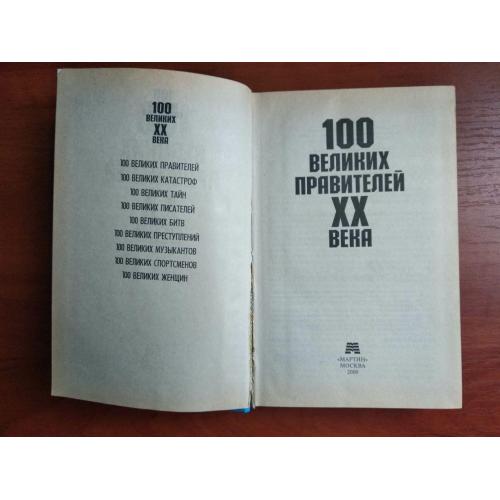 100
ВЕЛИКИХ
XX
ВЕКА
100 ВЕЛИКИХ ПРАВИТЕЛЕЙ
100 ВЕЛИКИХ КАТАСТРОФ
100 ВЕЛИКИХ ТАЙН
100 ВЕЛИКИХ ПИСАТЕЛЕЙ
100 ВЕЛИКИХ БИТВ
100 ВЕЛИКИХ ПРЕСТУПЛЕНИЙ
100 ВЕЛИКИХ МУЗЫКАНТОВ
100 ВЕЛИКИХ СПОРТСМЕНОВ
100 ВЕЛИКИХ ЖЕНЩИН
100
ВЕЛИКИХ
ПРАВИТЕЛЕЙ
XX
ВЕКА
«МАРТИН»
МОСКВА
2000